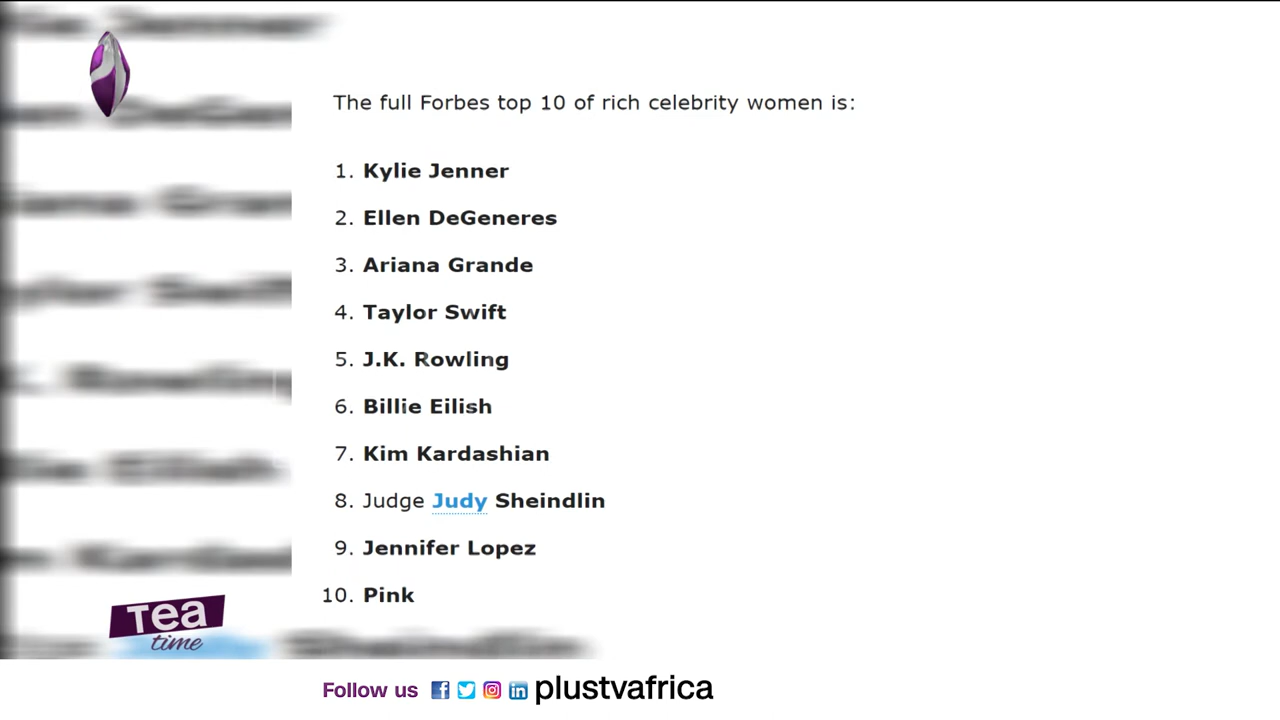 The full Forbes top 10 of rich celebrity women is:
1. Kylie Jenner
2. Ellen DeGeneres
3. Ariana Grande
4. Taylor Swift
5. J.K. Rowling
6. Billie Eilish
7. Kim Kardashian
8. Judge Judy Sheindlin
9. Jennifer Lopez
10. Pink
Tea
time
Follow us plustvafrica